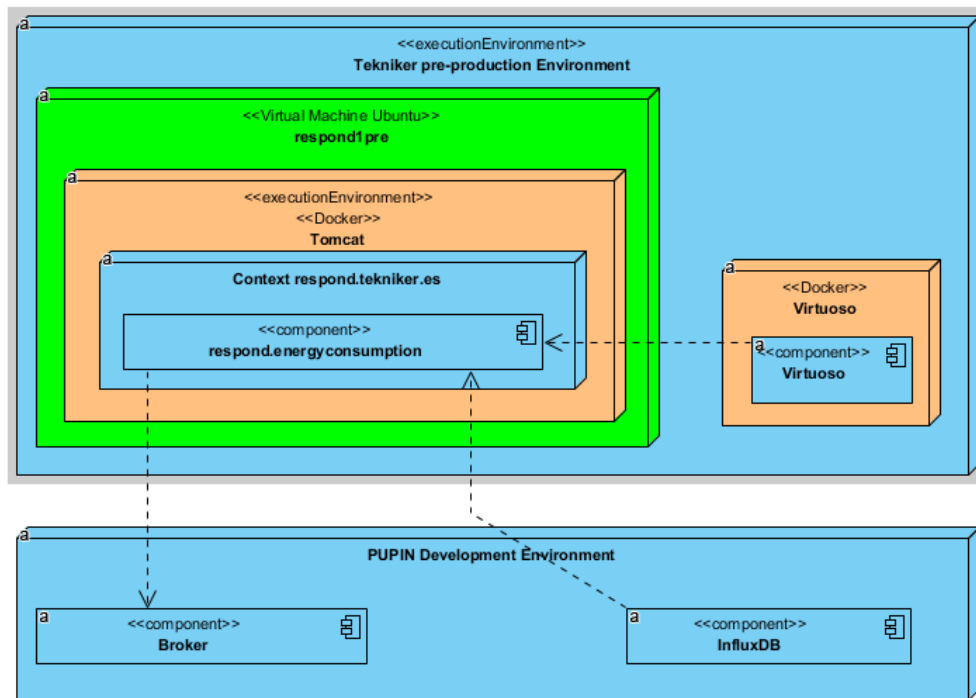 a
<<executionEnvironment>>
Tekniker pre-production Environment
a
<<Virtual Machine Ubuntu>>
respond1pre
a
<<executionEnvironment>>
<<Docker>>
Tomcat
a
Context respond.tekniker.es
<<component>>
respond.energyconsumption
a
<<Docker>>
Virtuoso
a
<<component>>
Virtuoso
a
PUPIN Development Environment
a
<<component>>
Broker
a
<<component>>
InfluxDB